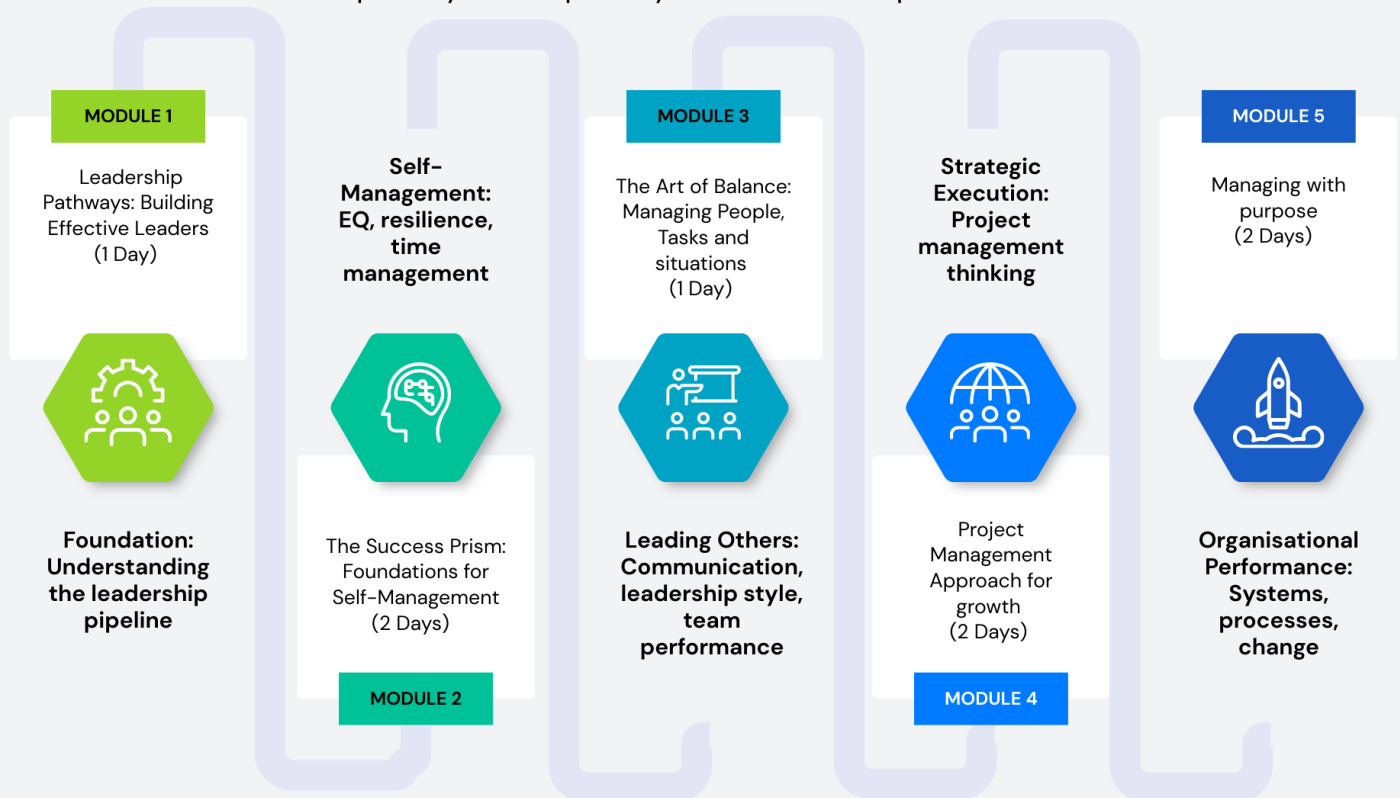 MODULE 1
Leadership
Pathways: Building
Effective Leaders
(1 Day)
Foundation:
Understanding
the leadership
pipeline
Self-
Management:
EQ, resilience,
time
management
The Success Prism:
Foundations for
Self-Management
(2 Days)
MODULE 2
MODULE 3
The Art of Balance:
Managing People,
Tasks and
situations
(1 Day)
Leading Others:
Communication,
leadership style,
team
performance
Strategic
Execution:
Project
management
thinking
Project
Management
Approach for
growth
(2 Days)
MODULE 4
MODULE 5
Managing with
purpose
(2 Days)
Organisational
Performance:
Systems,
processes,
change